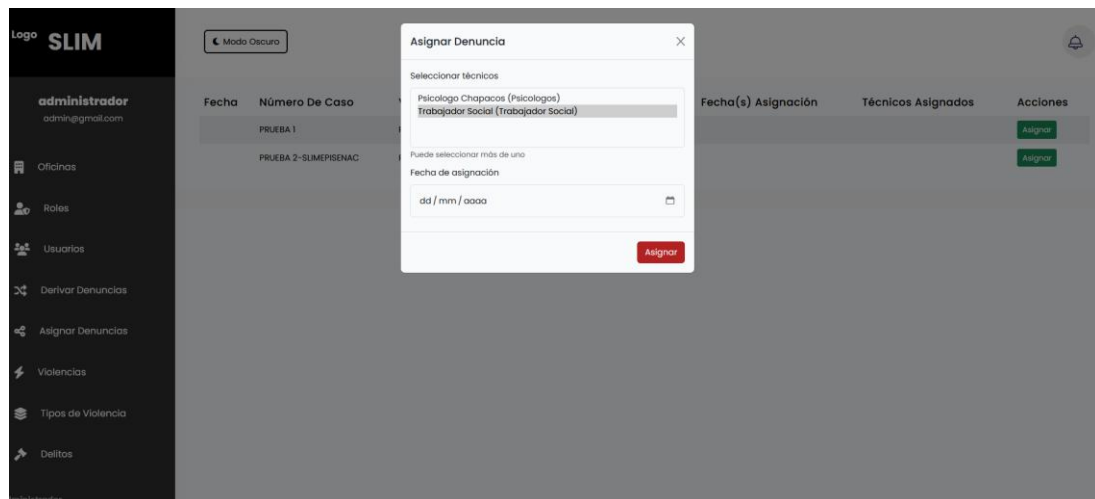 Logo SLIM
administrador
admin@gmail.com
Oficinas
Roles
Usuarios
Derivar Denuncias
Asignar Denuncias
Violencias
Tipos de Violencia
Delitos
Modo Oscuro
Fecha Número De Caso Fecha(s) Asignación Técnicos Asignados Acciones
PRUEBA 1 Asignar
PRUEBA 2-SLIMEPISENAC Asignar
Asignar Denuncia
Seleccionar técnicos
Psicologo Chapacos (Psicologos)
Trabajador Social (Trabajador Social)
Puede seleccionar más de uno
Fecha de asignación
dd / mm / aaaa
Asignar